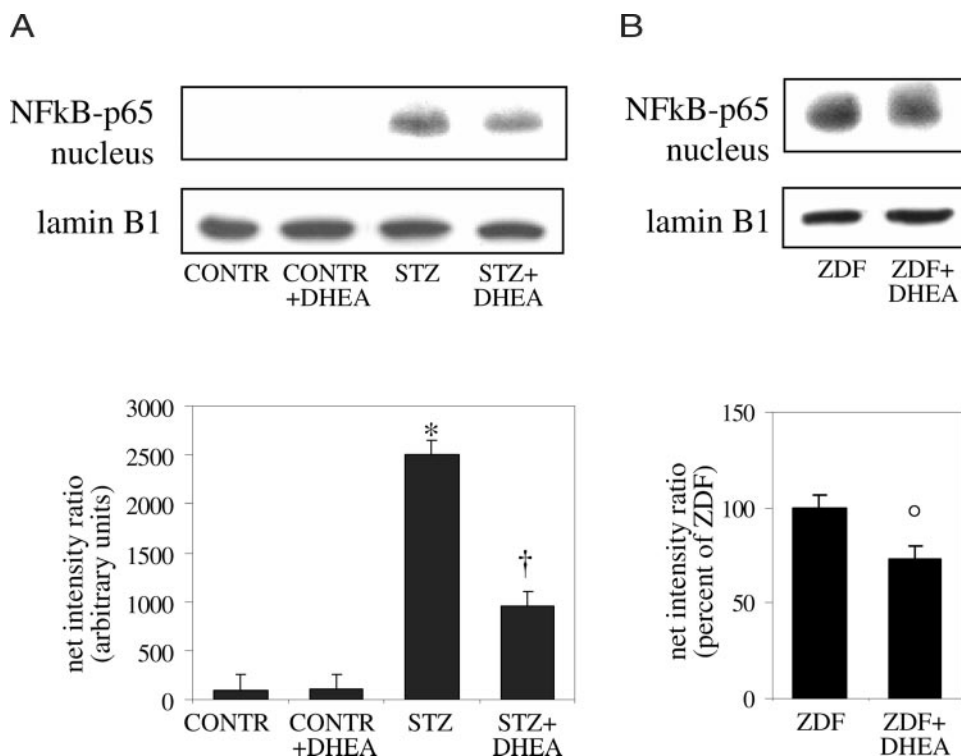 A
NFkB-p65
nucleus
lamin B1
CONTR
CONTR
+DHEA
STZ
STZ+
DHEA
net intensity ratio
(arbitrary units)
3000
2500
2000
1500
1000
500
0
*
†
CONTR
CONTR
+DHEA
STZ
STZ+
DHEA
B
NFkB-p65
nucleus
lamin B1
ZDF
ZDF+
DHEA
net intensity ratio
(percent of ZDF)
150
100
50
0
°
ZDF
ZDF+
DHEA